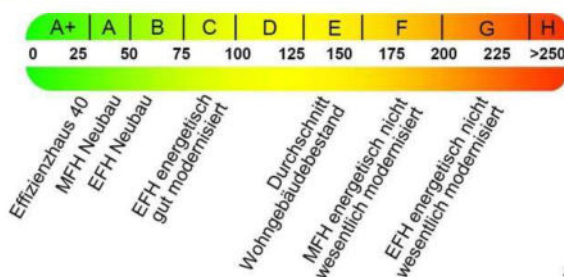 A+ A B C D E F G H
0 25 50 75 100 125 150 175 200 225 >250
Effizienzhaus 40
MFH Neubau
EFH Neubau
EFH energetisch
gut modernisiert
Durchschnitt
Wohngebäudebestand
MFH energetisch nicht
wesentlich modernisiert
EFH energetisch nicht
wesentlich modernisiert